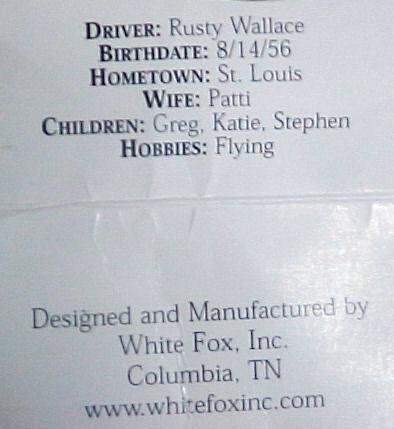 DRIVER: Rusty Wallace
BIRTHDATE: 8/14/56
HOMETOWN: St. Louis
WIFE: Patti
CHILDREN: Greg, Katie, Stephen
HOBBIES: Flying
Designed and Manufactured by
White Fox, Inc.
Columbia, TN
www.whitefoxinc.com